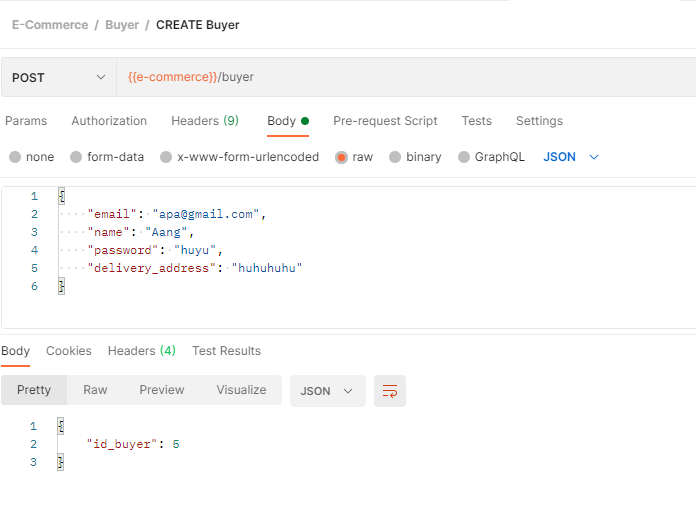 E-Commerce / Buyer / CREATE Buyer
POST {{e-commerce}}/buyer
Params Authorization Headers (9) Body Pre-request Script Tests Settings
none form-data x-www-form-urlencoded raw binary GraphQL JSON
1 {
2 "email": "apa@gmail.com",
3 "name": "Aang",
4 "password": "huyu",
5 "delivery_address": "huhuhuhu"
6 }
Body Cookies Headers (4) Test Results
Pretty Raw Preview Visualize JSON
1 {
2 "id_buyer": 5
3 }